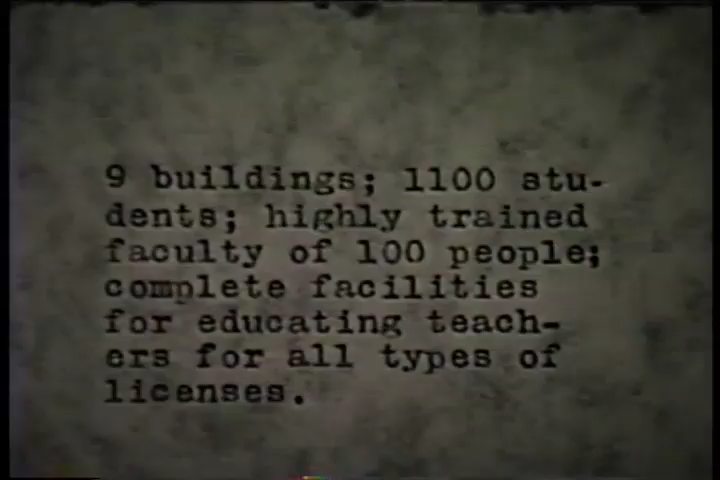 9 buildings; 1100 stu-
dents; highly trained
faculty of 100 people;
complete facilities
for educating teach-
ers for all types of
licenses.